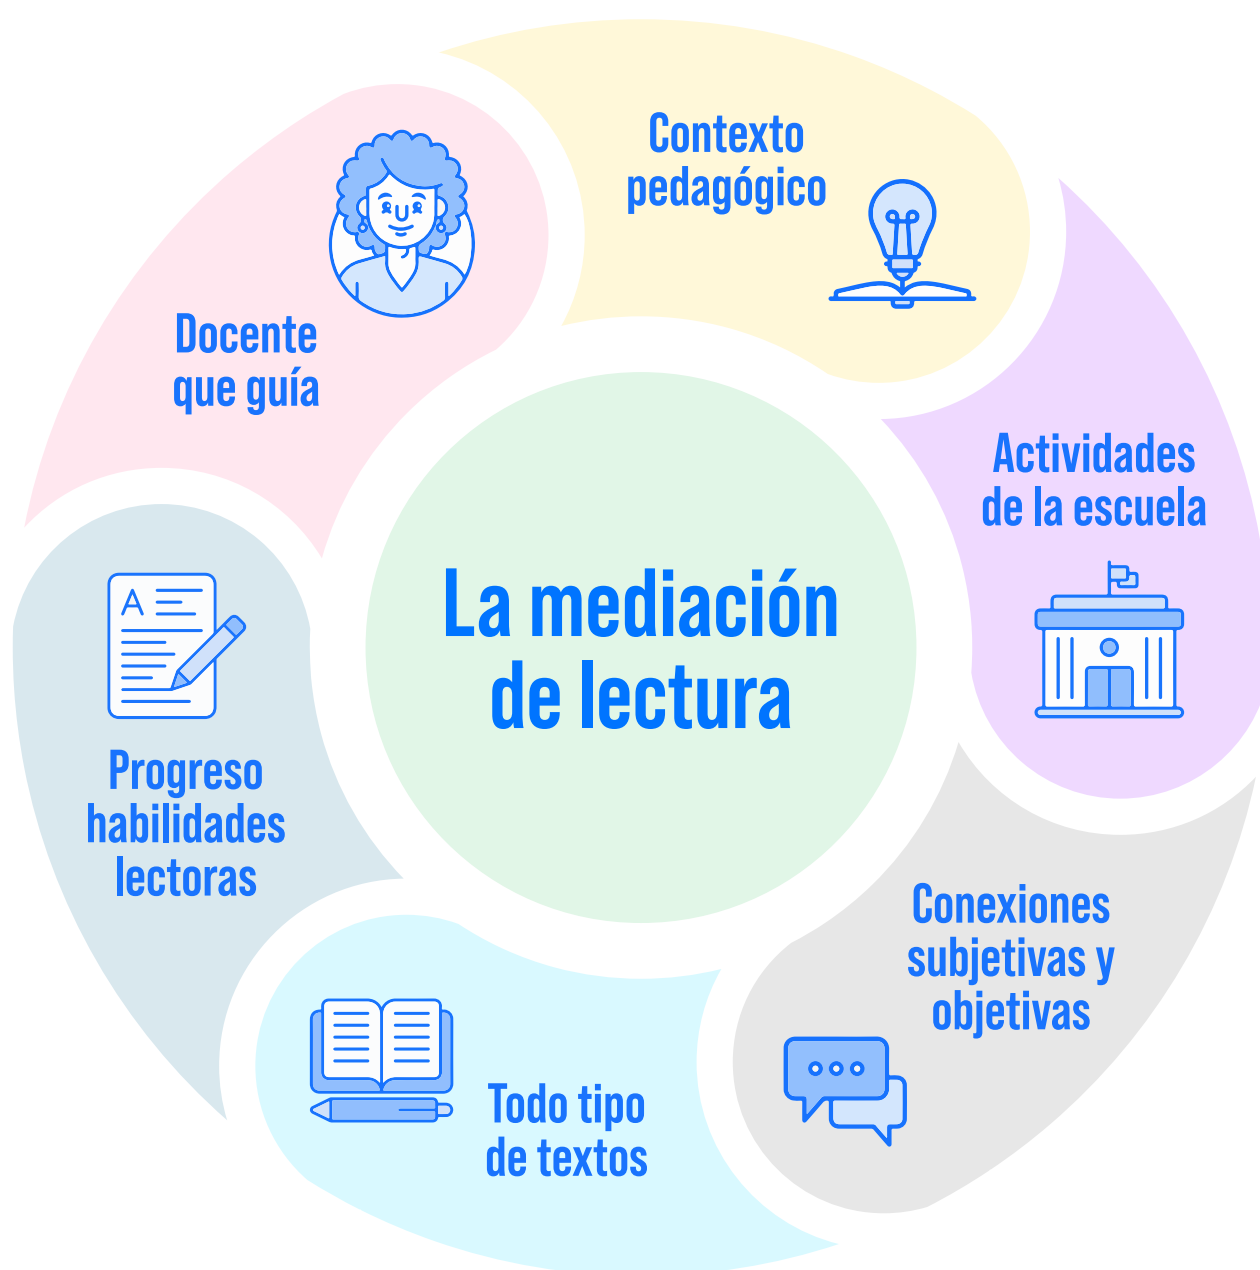 Contexto
pedagógico
Docente
que guía
Actividades
de la escuela
La mediación
de lectura
A
Progreso
habilidades
lectoras
Conexiones
subjetivas y
objetivas
Todo tipo
de textos